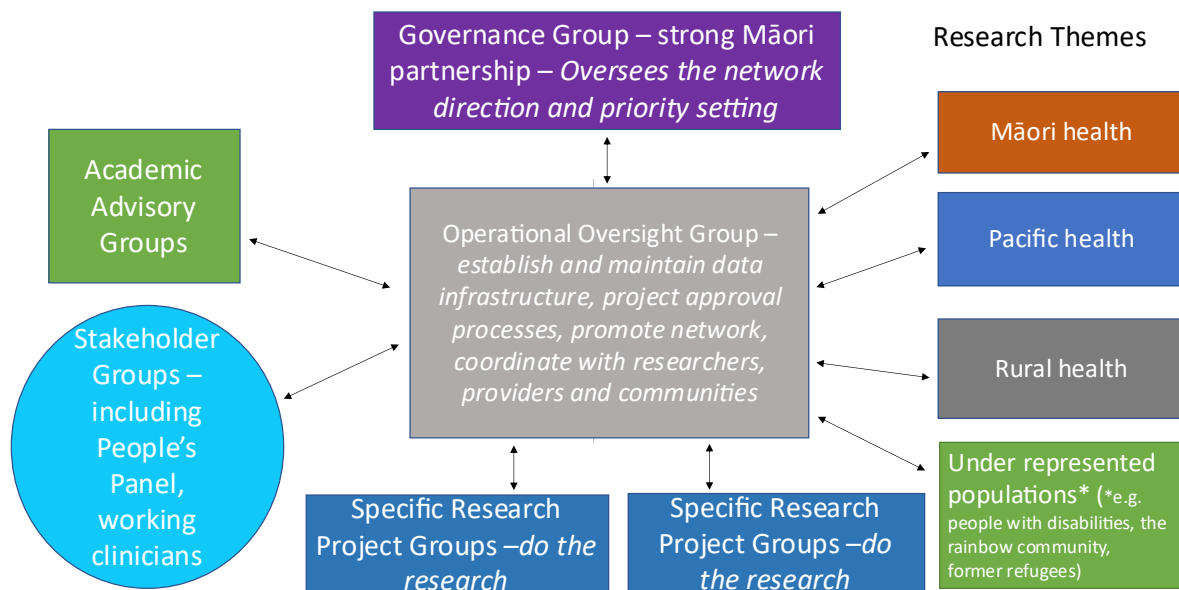 Governance Group – strong Māori
partnership – Oversees the network
direction and priority setting
Research Themes
Academic
Advisory
Groups
Stakeholder
Groups –
including
People’s
Panel,
working
clinicians
Operational Oversight Group –
establish and maintain data
infrastructure, project approval
processes, promote network,
coordinate with researchers,
providers and communities
Specific Research
Project Groups –do the
research
Specific Research
Project Groups –do
the research
Māori health
Pacific health
Rural health
Under represented
populations* (*e.g.
people with disabilities, the
rainbow community,
former refugees)